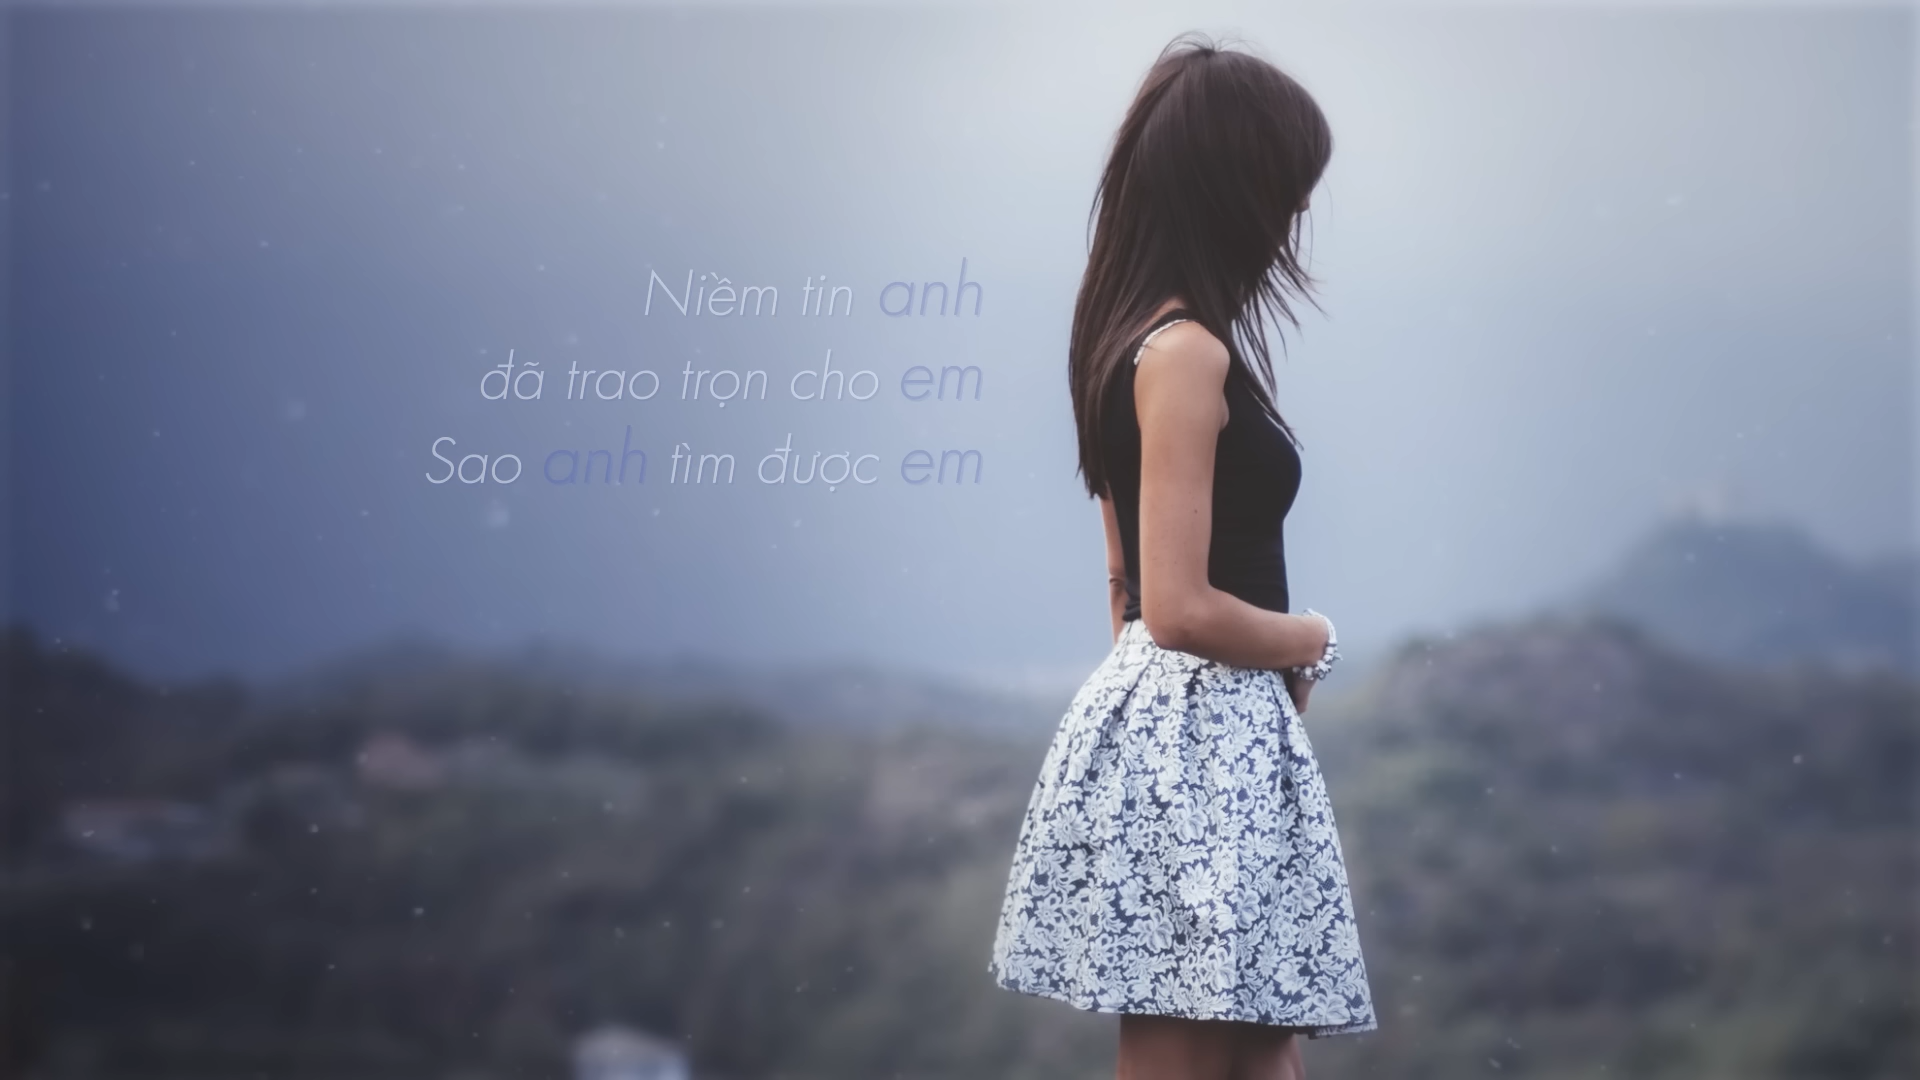 Niềm tin anh
đã trao trọn cho em
Sao anh tìm được em